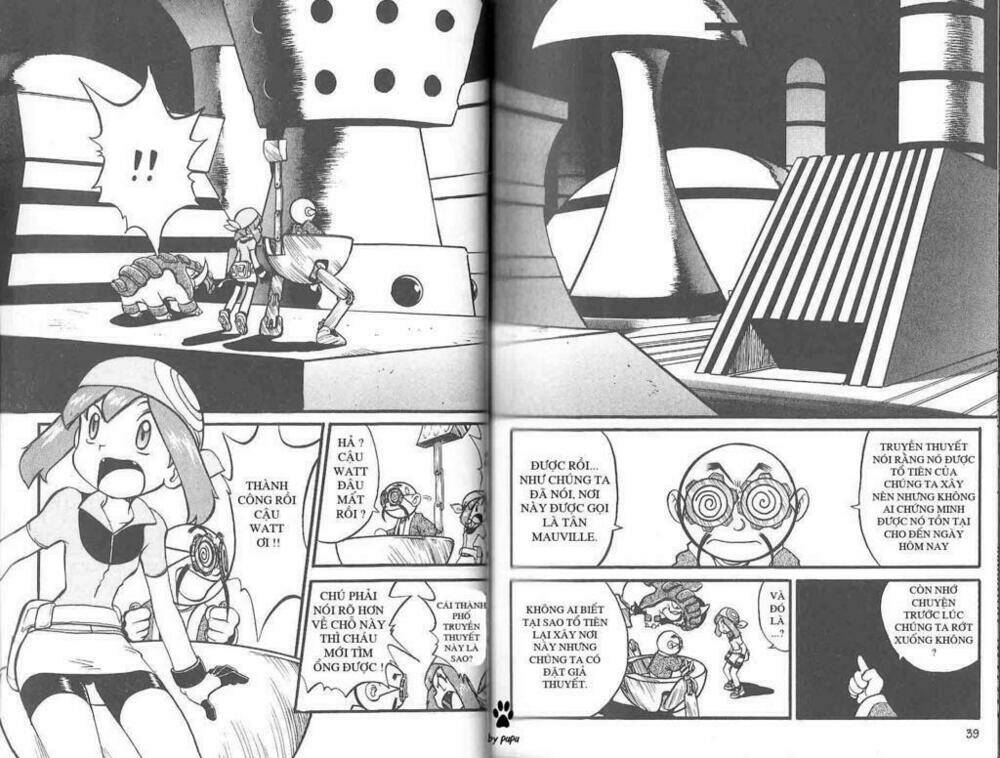 !!
THÀNH
CÔNG RỒI
CẬU
WATT
ƠI !!
HẢ ?
CẬU
WATT
ĐÂU
MẤT
RỒI ?
CHÚ PHẢI
NÓI RÕ HƠN
VỀ CHỖ NÀY
THÌ CHÁU
MỚI TÌM
ỔNG ĐƯỢC !
CÁI THÀNH
PHỐ
TRUYỀN
THUYẾT
NÀY LÀ
SAO?
ĐƯỢC RỒI...
NHƯ CHÚNG TA
ĐÃ NÓI, NƠI
NÀY ĐƯỢC GỌI
LÀ TÂN
MAUVILLE.
TRUYỀN THUYẾT
NÓI RẰNG NÓ ĐƯỢC
TỔ TIÊN CỦA
CHÚNG TA XÂY
NÊN NHƯNG KHÔNG
AI CHỨNG MINH
ĐƯỢC NÓ TỒN TẠI
CHO ĐẾN NGÀY
HÔM NAY
KHÔNG AI BIẾT
TẠI SAO TỔ TIÊN
LẠI XÂY NƠI
NÀY NHƯNG
CHÚNG TA CÓ
ĐẶT GIẢ
THUYẾT.
VÀ
ĐÓ
LÀ
...?
CÒN NHỚ
CHUYỆN
TRƯỚC LÚC
CHÚNG TA RỚT
XUỐNG KHÔNG
?
by papa
39